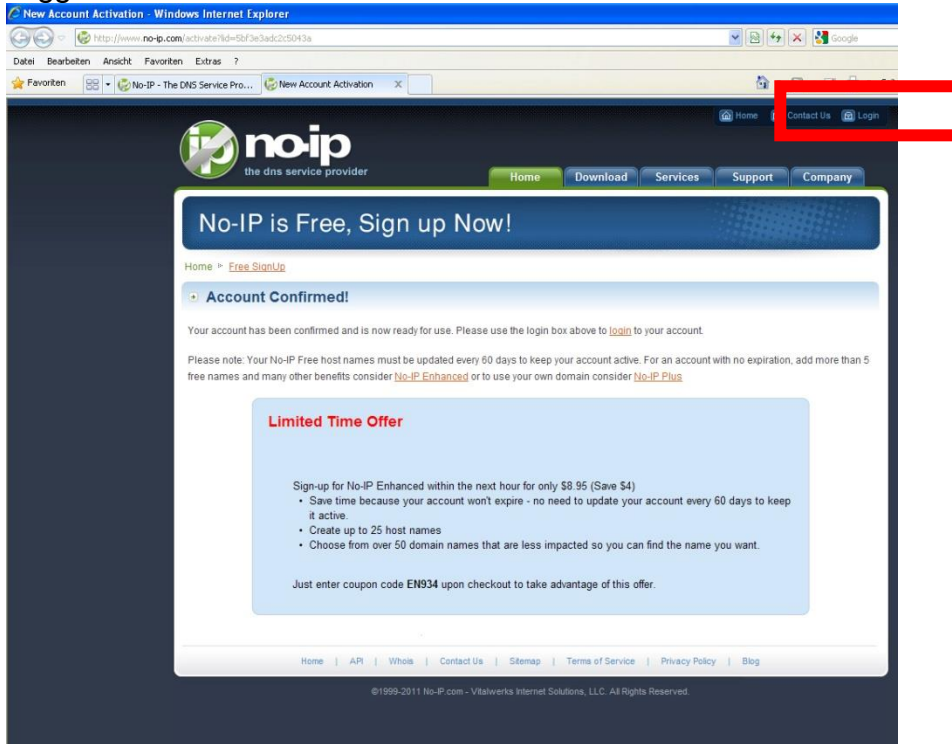 New Account Activation - Windows Internet Explorer
http://www.no-ip.com/activate?lid=5bf3e3adc2c5043a
Google
Datei Bearbeiten Ansicht Favoriten Extras ?
Favoriten No-IP - The DNS Service Pro... New Account Activation X
Home Contact Us Login
no-ip
the dns service provider
Home Download Services Support Company
No-IP is Free, Sign up Now!
Home Free SignUp
Account Confirmed!
Your account has been confirmed and is now ready for use. Please use the login box above to login to your account.
Please note: Your No-IP Free host names must be updated every 60 days to keep your account active. For an account with no expiration, add more than 5
free names and many other benefits consider No-IP Enhanced or to use your own domain consider No-IP Plus
Limited Time Offer
Sign-up for No-IP Enhanced within the next hour for only $8.95 (Save $4)
• Save time because your account won't expire - no need to update your account every 60 days to keep
it active.
• Create up to 25 host names
• Choose from over 50 domain names that are less impacted so you can find the name you want.
Just enter coupon code EN934 upon checkout to take advantage of this offer.
Home | API | Whois | Contact Us | Sitemap | Terms of Service | Privacy Policy | Blog
©1999-2011 No-IP.com - Vitalwerks Internet Solutions, LLC. All Rights Reserved.